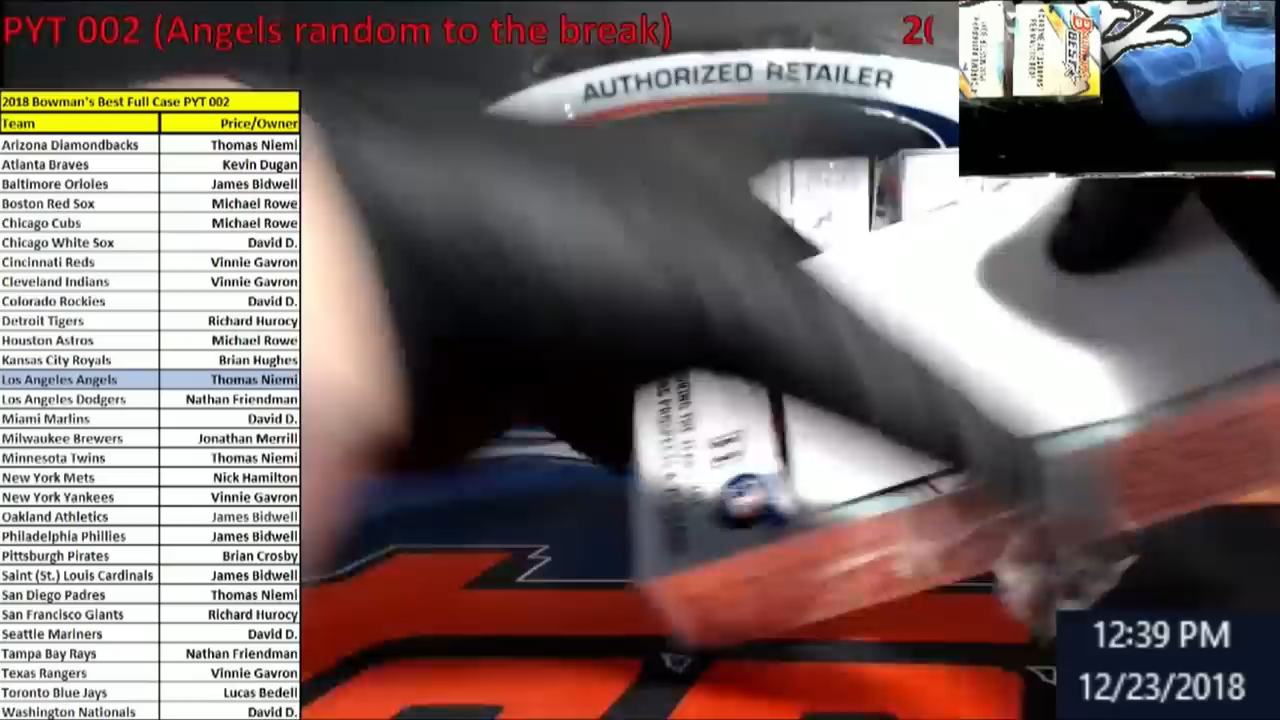 PYT 002 (Angels random to the break)
AUTHORIZED RETAILER
BOWMAN'S
BEST
2018 Bowman's Best Full Case PYT 002
Team Price/Owner
Arizona Diamondbacks Thomas Niemi
Atlanta Braves Kevin Dugan
Baltimore Orioles James Bidwell
Boston Red Sox Michael Rowe
Chicago Cubs Michael Rowe
Chicago White Sox David D.
Cincinnati Reds Vinnie Gavron
Cleveland Indians Vinnie Gavron
Colorado Rockies David D.
Detroit Tigers Richard Hurocy
Houston Astros Michael Rowe
Kansas City Royals Brian Hughes
Los Angeles Angels Thomas Niemi
Los Angeles Dodgers Nathan Friendman
Miami Marlins David D.
Milwaukee Brewers Jonathan Merrill
Minnesota Twins Thomas Niemi
New York Mets Nick Hamilton
New York Yankees Vinnie Gavron
Oakland Athletics James Bidwell
Philadelphia Phillies James Bidwell
Pittsburgh Pirates Brian Crosby
Saint (St.) Louis Cardinals James Bidwell
San Diego Padres Thomas Niemi
San Francisco Giants Richard Hurocy
Seattle Mariners David D.
Tampa Bay Rays Nathan Friendman
Texas Rangers Vinnie Gavron
Toronto Blue Jays Lucas Bedell
Washington Nationals David D.
12:39 PM
12/23/2018